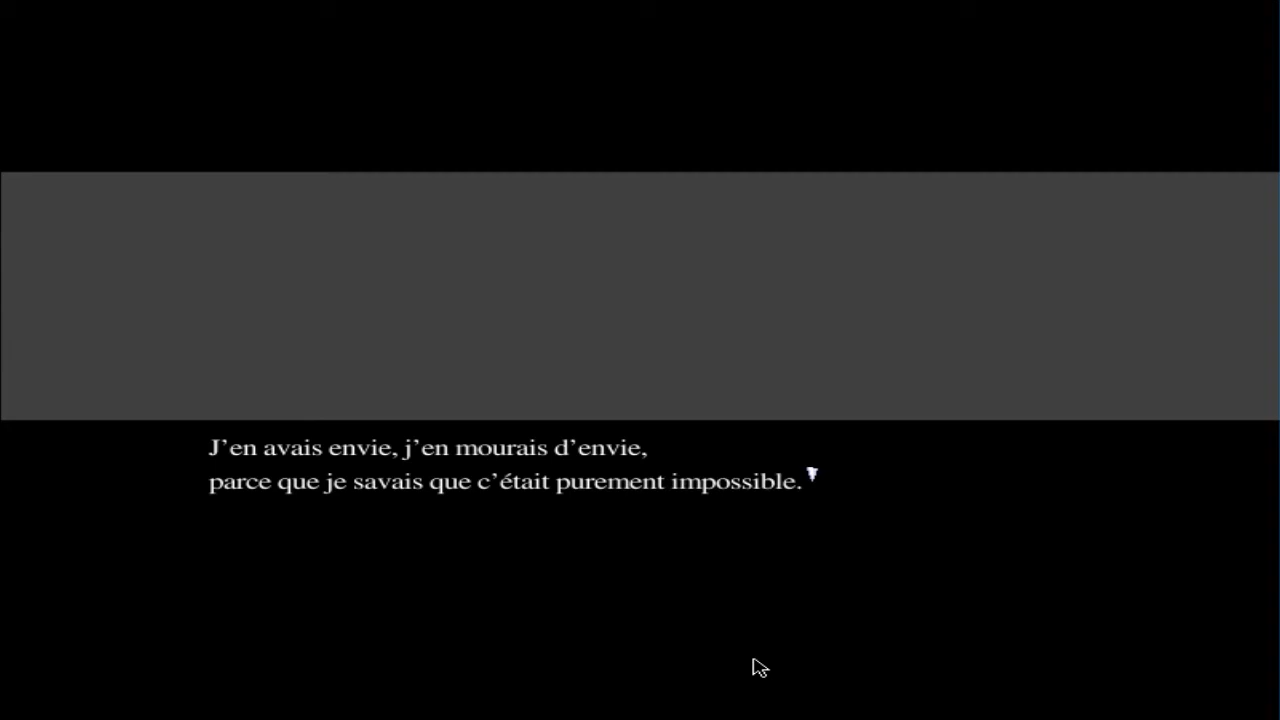 J’en avais envie, j’en mourais d’envie,
parce que je savais que c’était purement impossible.